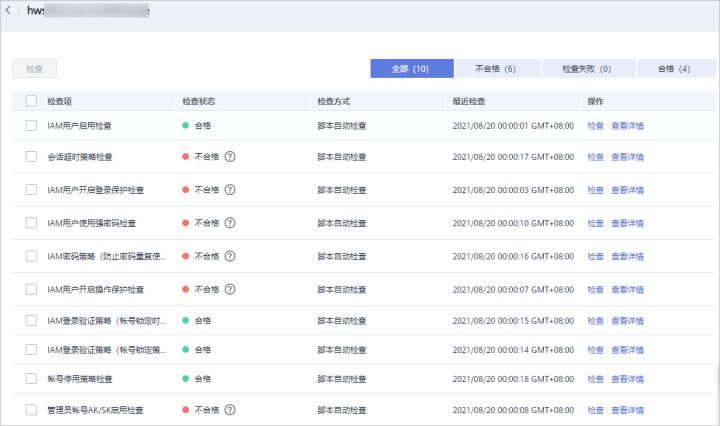 hws
检查
全部（10） 不合格（6） 检查失败（0） 合格（4）
检查项 检查状态 检查方式 最近检查 操作
IAM用户启用检查 合格 脚本自动检查 2021/08/20 00:00:01 GMT+08:00 检查 查看详情
会话超时策略检查 不合格 ? 脚本自动检查 2021/08/20 00:00:17 GMT+08:00 检查 查看详情
IAM用户开启登录保护检查 不合格 ? 脚本自动检查 2021/08/20 00:00:03 GMT+08:00 检查 查看详情
IAM用户使用强密码检查 不合格 ? 脚本自动检查 2021/08/20 00:00:10 GMT+08:00 检查 查看详情
IAM密码策略（防止密码重复使... 不合格 ? 脚本自动检查 2021/08/20 00:00:16 GMT+08:00 检查 查看详情
IAM用户开启操作保护检查 不合格 ? 脚本自动检查 2021/08/20 00:00:07 GMT+08:00 检查 查看详情
IAM登录验证策略（帐号锁定时... 合格 脚本自动检查 2021/08/20 00:00:15 GMT+08:00 检查 查看详情
IAM登录验证策略（帐号锁定策... 合格 脚本自动检查 2021/08/20 00:00:14 GMT+08:00 检查 查看详情
帐号停用策略检查 合格 脚本自动检查 2021/08/20 00:00:18 GMT+08:00 检查 查看详情
管理员帐号AK/SK启用检查 不合格 ? 脚本自动检查 2021/08/20 00:00:08 GMT+08:00 检查 查看详情